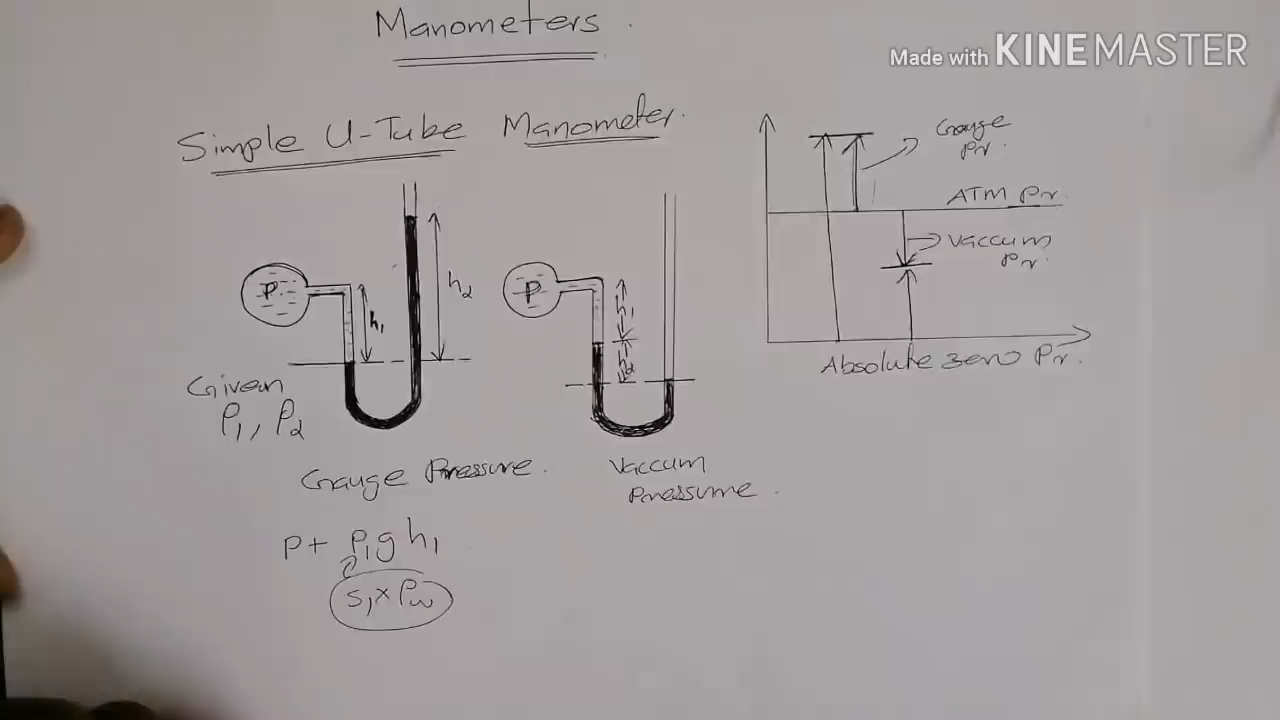 Manometers.
Made with KINEMASTER
Simple U-Tube Manometer.
Gauge
Pr.
ATM Pr.
Vaccum
Pr.
Absolute zero Pr.
P
h₁
h₂
P
h₁
h₂
Given
ρ₁, ρ₂
Gauge Pressure.
Vaccum
Pressure.
P + ρ₁gh₁
S₁ × ρw